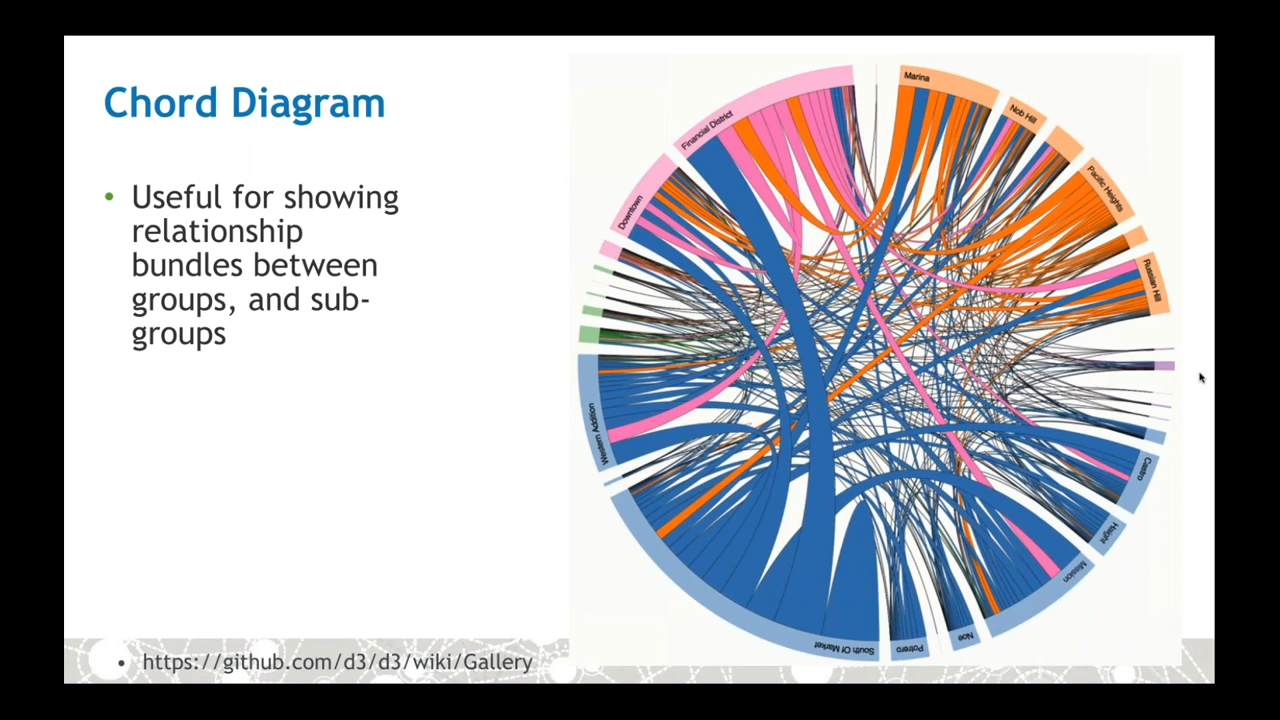 Chord Diagram
• Useful for showing
relationship
bundles between
groups, and sub-
groups
• https://github.com/d3/d3/wiki/Gallery
Marina
Nob Hill
Pacific Heights
Russian Hill
Castro
Haight
Mission
Noe
Potrero
South Of Market
Western Addition
Downtown
Financial District